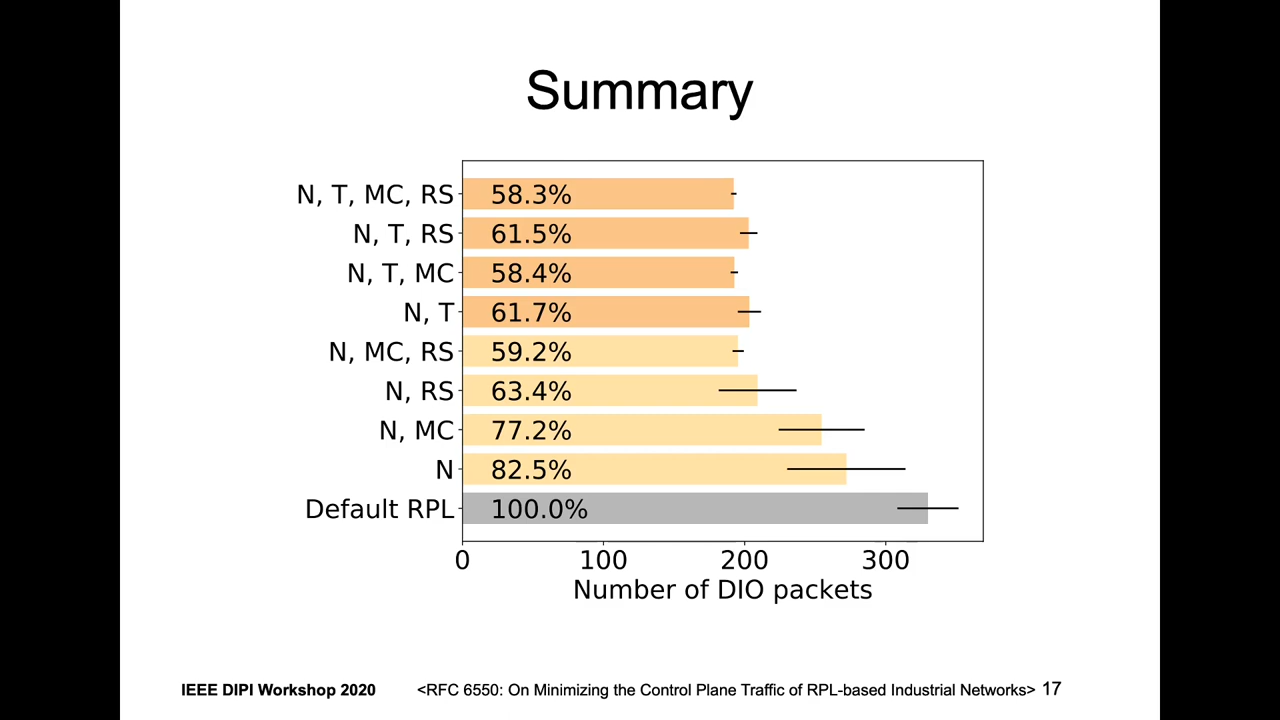 Summary
N, T, MC, RS 58.3%
N, T, RS 61.5%
N, T, MC 58.4%
N, T 61.7%
N, MC, RS 59.2%
N, RS 63.4%
N, MC 77.2%
N 82.5%
Default RPL 100.0%
0 100 200 300
Number of DIO packets
IEEE DIPI Workshop 2020 <RFC 6550: On Minimizing the Control Plane Traffic of RPL-based Industrial Networks> 17